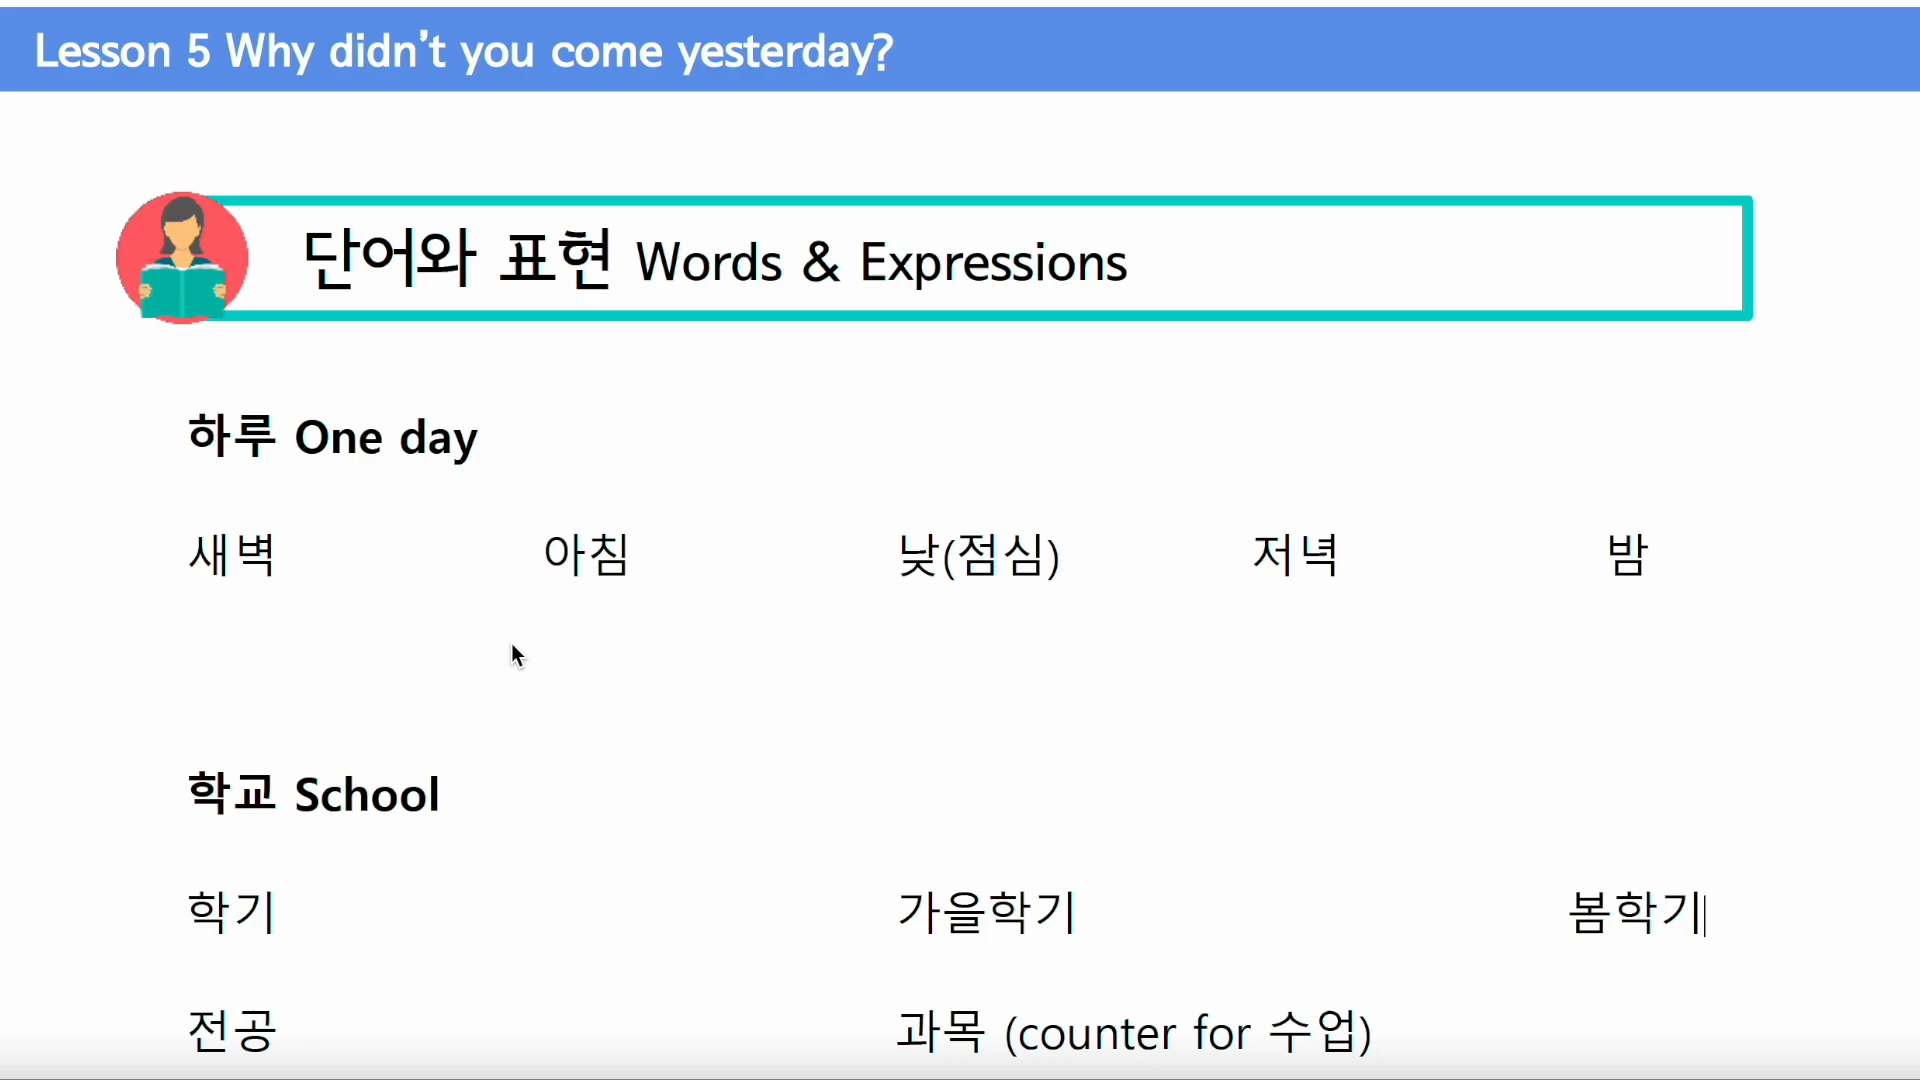 Lesson 5 Why didn't you come yesterday?
단어와 표현 Words & Expressions
하루 One day
새벽 아침 낮(점심) 저녁 밤
학교 School
학기 가을학기 봄학기
전공 과목 (counter for 수업)